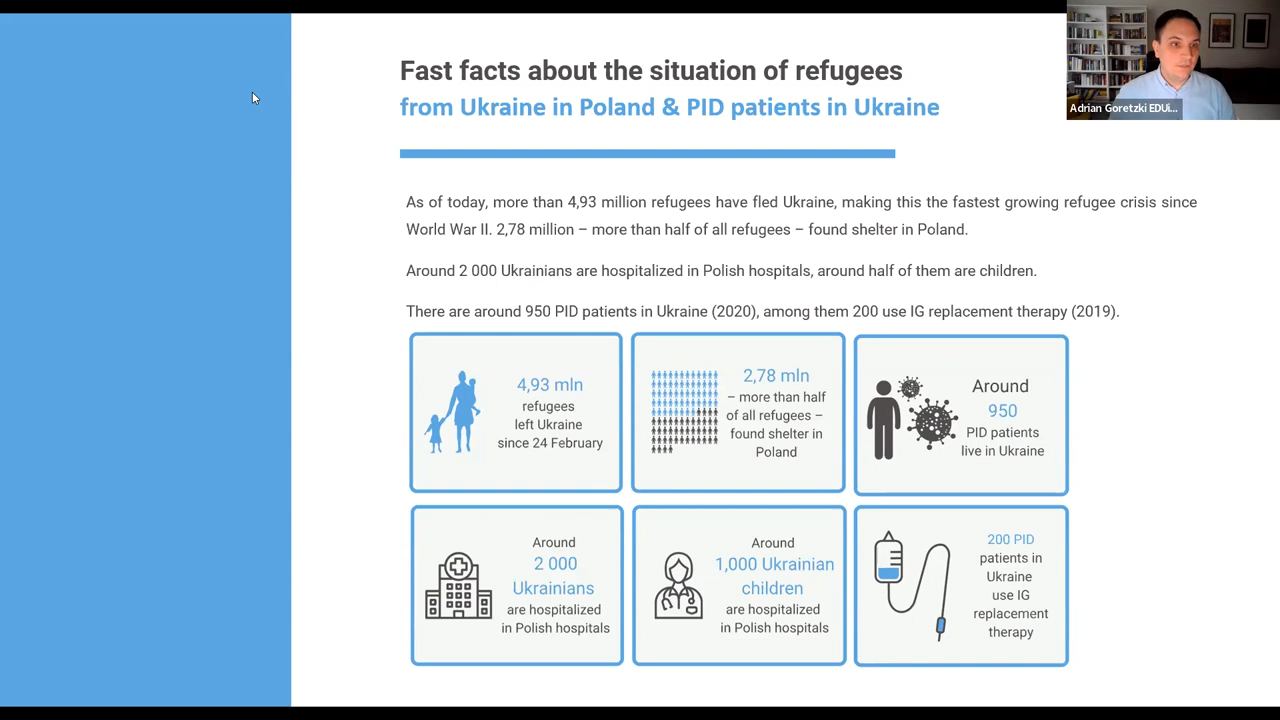 Fast facts about the situation of refugees
from Ukraine in Poland & PID patients in Ukraine
Adrian Goretzki EDUi...
As of today, more than 4,93 million refugees have fled Ukraine, making this the fastest growing refugee crisis since
World War II. 2,78 million – more than half of all refugees – found shelter in Poland.
Around 2 000 Ukrainians are hospitalized in Polish hospitals, around half of them are children.
There are around 950 PID patients in Ukraine (2020), among them 200 use IG replacement therapy (2019).
4,93 mln
refugees
left Ukraine
since 24 February
2,78 mln
– more than half
of all refugees –
found shelter in
Poland
Around
950
PID patients
live in Ukraine
Around
2 000
Ukrainians
are hospitalized
in Polish hospitals
Around
1,000 Ukrainian
children
are hospitalized
in Polish hospitals
200 PID
patients in
Ukraine
use IG
replacement
therapy